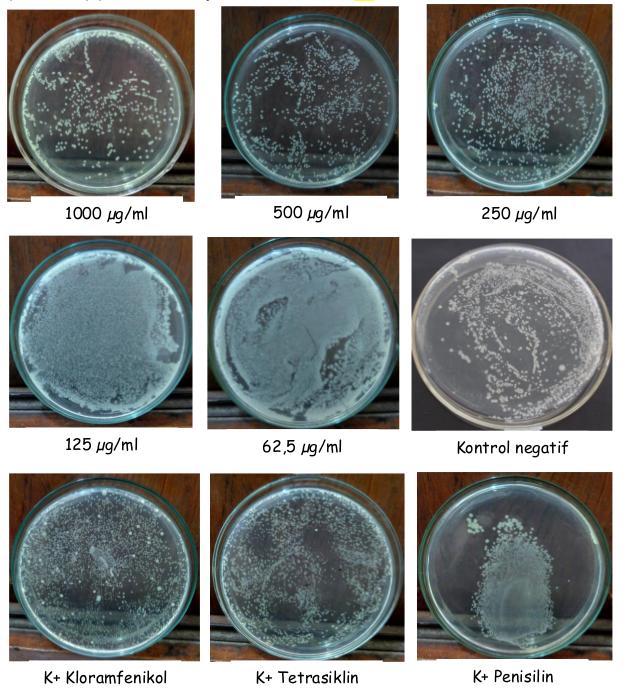 1000 µg/ml
500 µg/ml
250 µg/ml
125 µg/ml
62,5 µg/ml
Kontrol negatif
K+ Kloramfenikol
K+ Tetrasiklin
K+ Penisilin